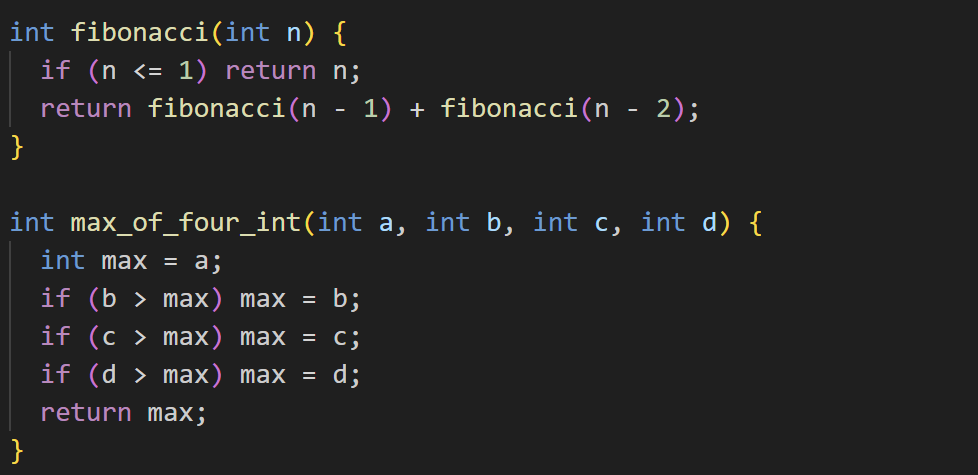 int fibonacci(int n) {
  if (n <= 1) return n;
  return fibonacci(n - 1) + fibonacci(n - 2);
}

int max_of_four_int(int a, int b, int c, int d) {
  int max = a;
  if (b > max) max = b;
  if (c > max) max = c;
  if (d > max) max = d;
  return max;
}